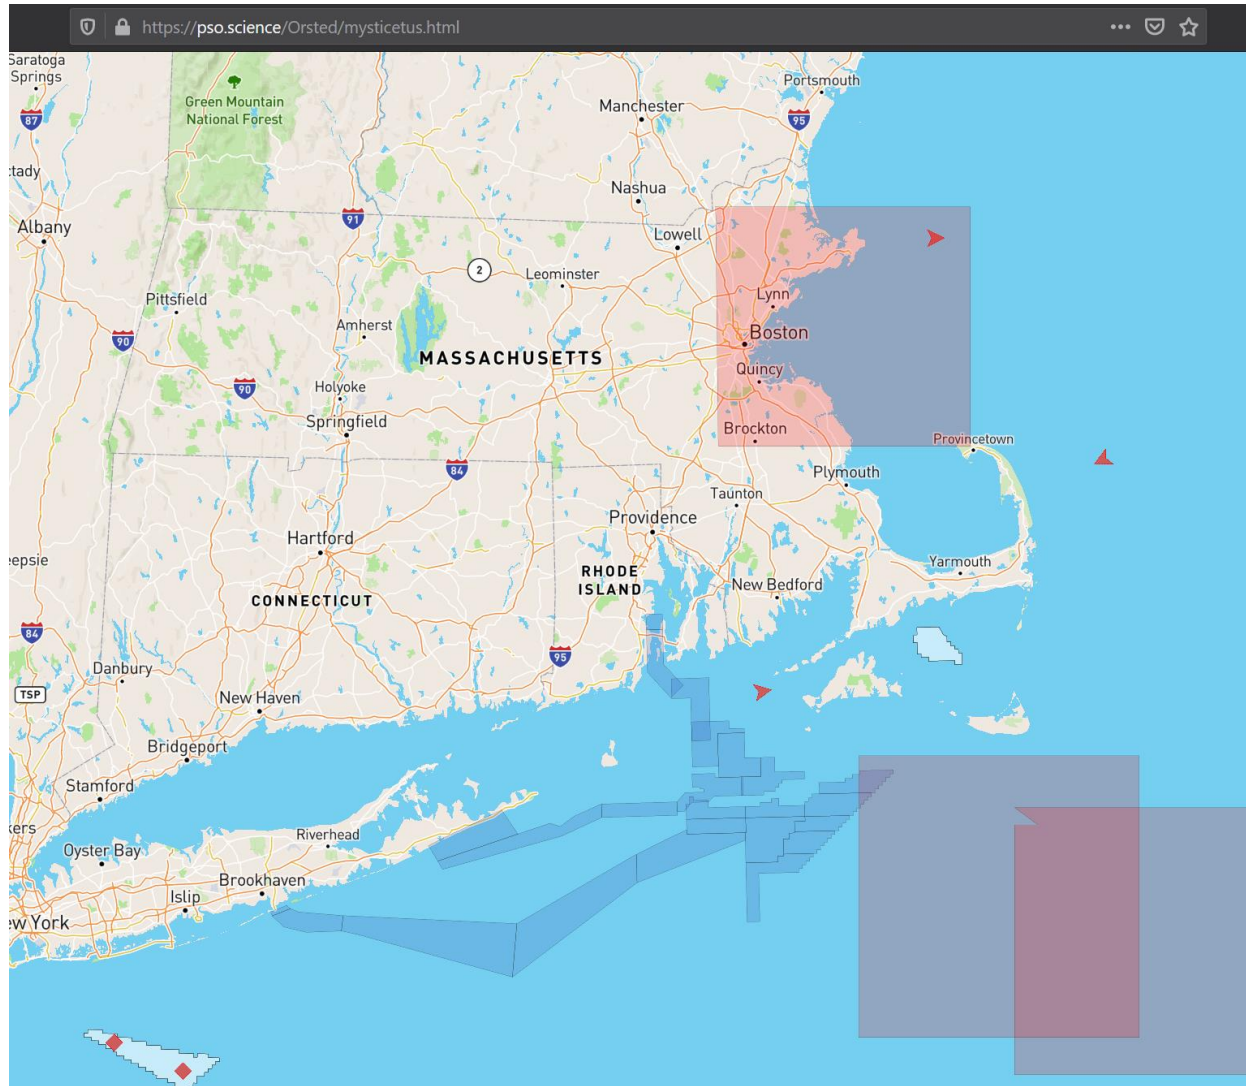 https://pso.science/Orsted/mysticetus.html
Saratoga
Springs
Portsmouth
Green Mountain
National Forest
Manchester
87
95
tady
Nashua
91
Albany
Lowell
2
Leominster
Pittsfield
Lynn
Amherst
Boston
90
MASSACHUSETTS
Quincy
90
Holyoke
Springfield
Brockton
Provincetown
84
Plymouth
Taunton
Providence
Hartford
eepsie
Yarmouth
RHODE
ISLAND
New Bedford
CONNECTICUT
84
95
Danbury
TSP
New Haven
Bridgeport
Stamford
kers
Riverhead
Oyster Bay
Brookhaven
Islip
ew York